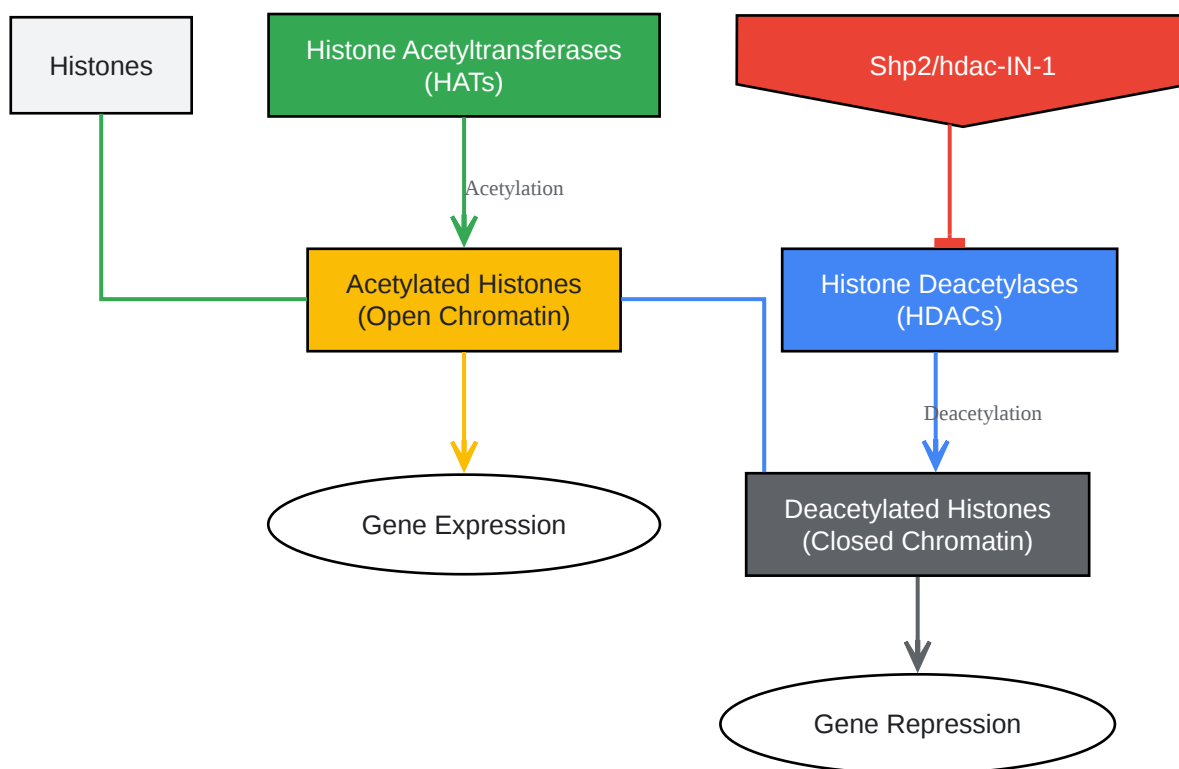 Histones
Histone Acetyltransferases
(HATs)
Shp2/hdac-IN-1
Acetylation
Acetylated Histones
(Open Chromatin)
Histone Deacetylases
(HDACs)
Deacetylation
Gene Expression
Deacetylated Histones
(Closed Chromatin)
Gene Repression